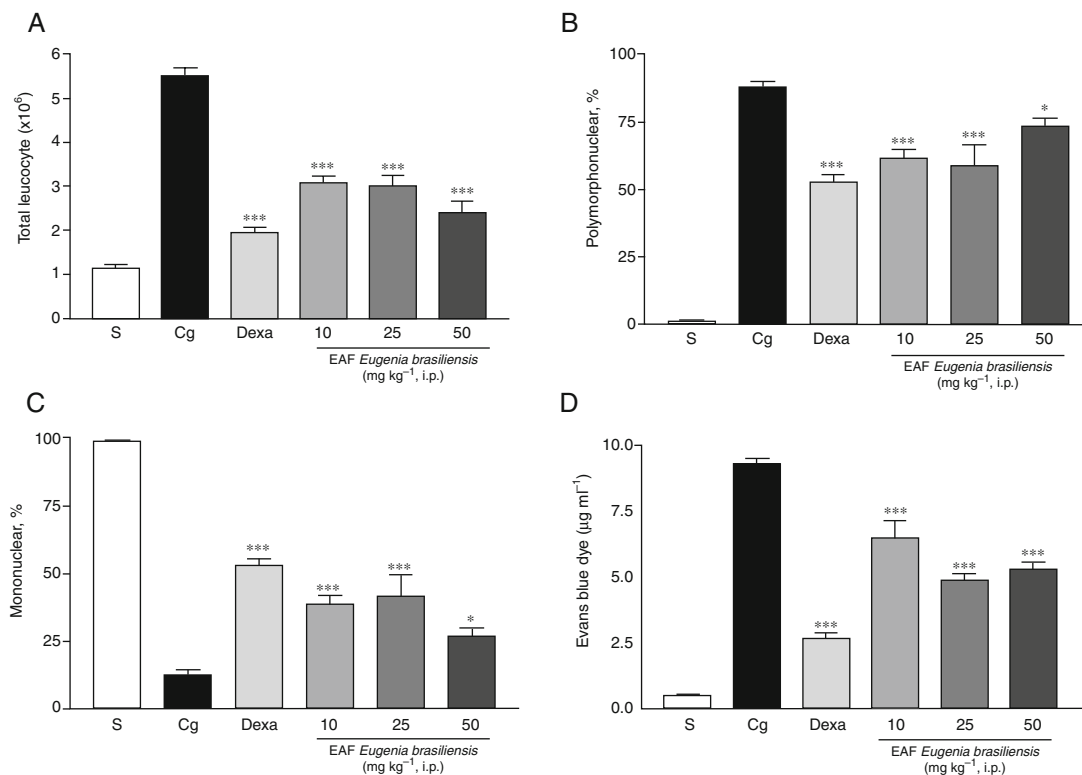 A
Total leucocyte (x10⁶)
6
5
4
3
2
1
0
***
***
***
***
S Cg Dexa 10 25 50
EAF Eugenia brasiliensis
(mg kg⁻¹, i.p.)
B
Polymorphonuclear, %
100
75
50
25
0
***
***
***
*
S Cg Dexa 10 25 50
EAF Eugenia brasiliensis
(mg kg⁻¹, i.p.)
C
Mononuclear, %
100
75
50
25
0
***
***
***
*
S Cg Dexa 10 25 50
EAF Eugenia brasiliensis
(mg kg⁻¹, i.p.)
D
Evans blue dye (µg ml⁻¹)
10.0
7.5
5.0
2.5
0.0
***
***
***
***
S Cg Dexa 10 25 50
EAF Eugenia brasiliensis
(mg kg⁻¹, i.p.)